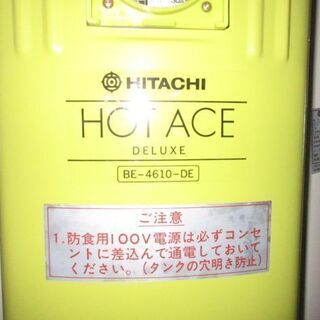 HITACHI
HOT ACE
DELUXE
BE-4610-DE
ご注意
1.防食用100V電源は必ずコンセ
ントに差込んで通電しておいて
ください。(タンクの穴明き防止)